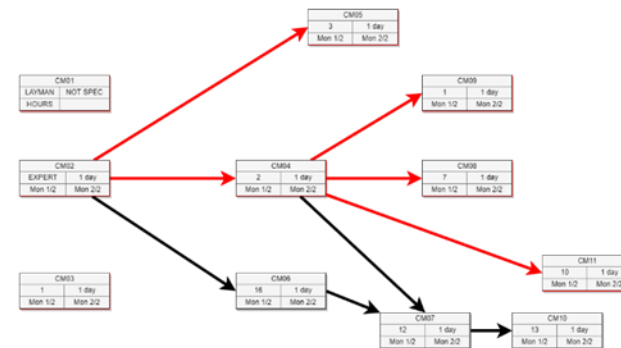 CM05
3 1 day
Mon 1/2 Mon 2/2
CM01
LAYMAN NOT SPEC
HOURS
CM09
1 1 day
Mon 1/2 Mon 2/2
CM02
EXPERT 1 day
Mon 1/2 Mon 2/2
CM04
2 1 day
Mon 1/2 Mon 2/2
CM08
7 1 day
Mon 1/2 Mon 2/2
CM11
10 1 day
Mon 1/2 Mon 2/2
CM03
1 1 day
Mon 1/2 Mon 2/2
CM06
16 1 day
Mon 1/2 Mon 2/2
CM07
12 1 day
Mon 1/2 Mon 2/2
CM10
13 1 day
Mon 1/2 Mon 2/2